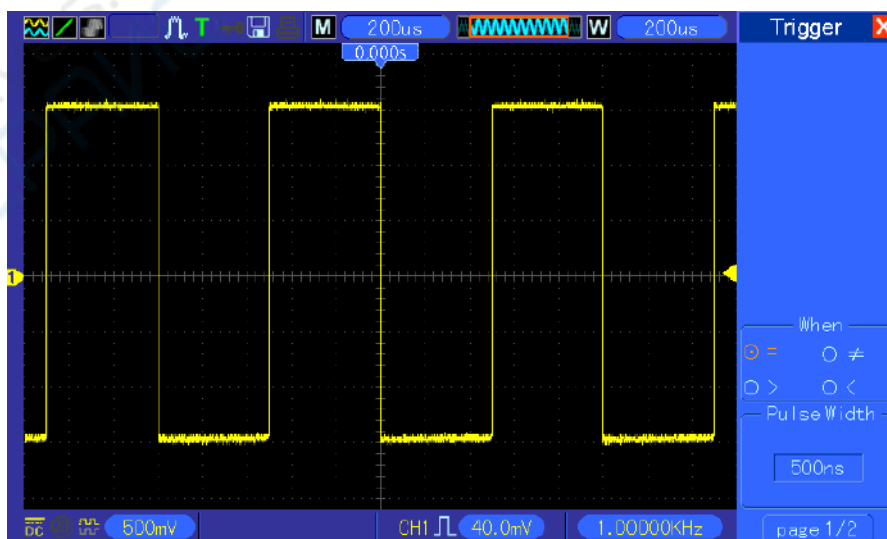 T M 200us W 200us Trigger X
0.000s
1
When
= ≠
> <
Pulse Width
500ns
DC 500mV CH1 40.0mV 1.00000KHz page 1/2